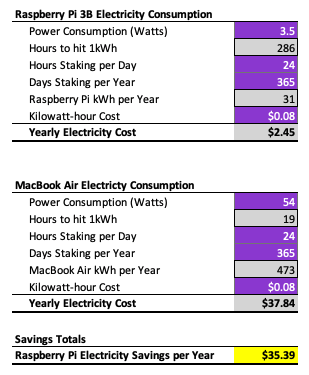 Raspberry Pi 3B Electricity Consumption
Power Consumption (Watts) 3.5
Hours to hit 1kWh 286
Hours Staking per Day 24
Days Staking per Year 365
Raspberry Pi kWh per Year 31
Kilowatt-hour Cost $0.08
Yearly Electricity Cost $2.45
MacBook Air Electricty Consumption
Power Consumption (Watts) 54
Hours to hit 1kWh 19
Hours Staking per Day 24
Days Staking per Year 365
MacBook Air kWh per Year 473
Kilowatt-hour Cost $0.08
Yearly Electricity Cost $37.84
Savings Totals
Raspberry Pi Electricity Savings per Year $35.39